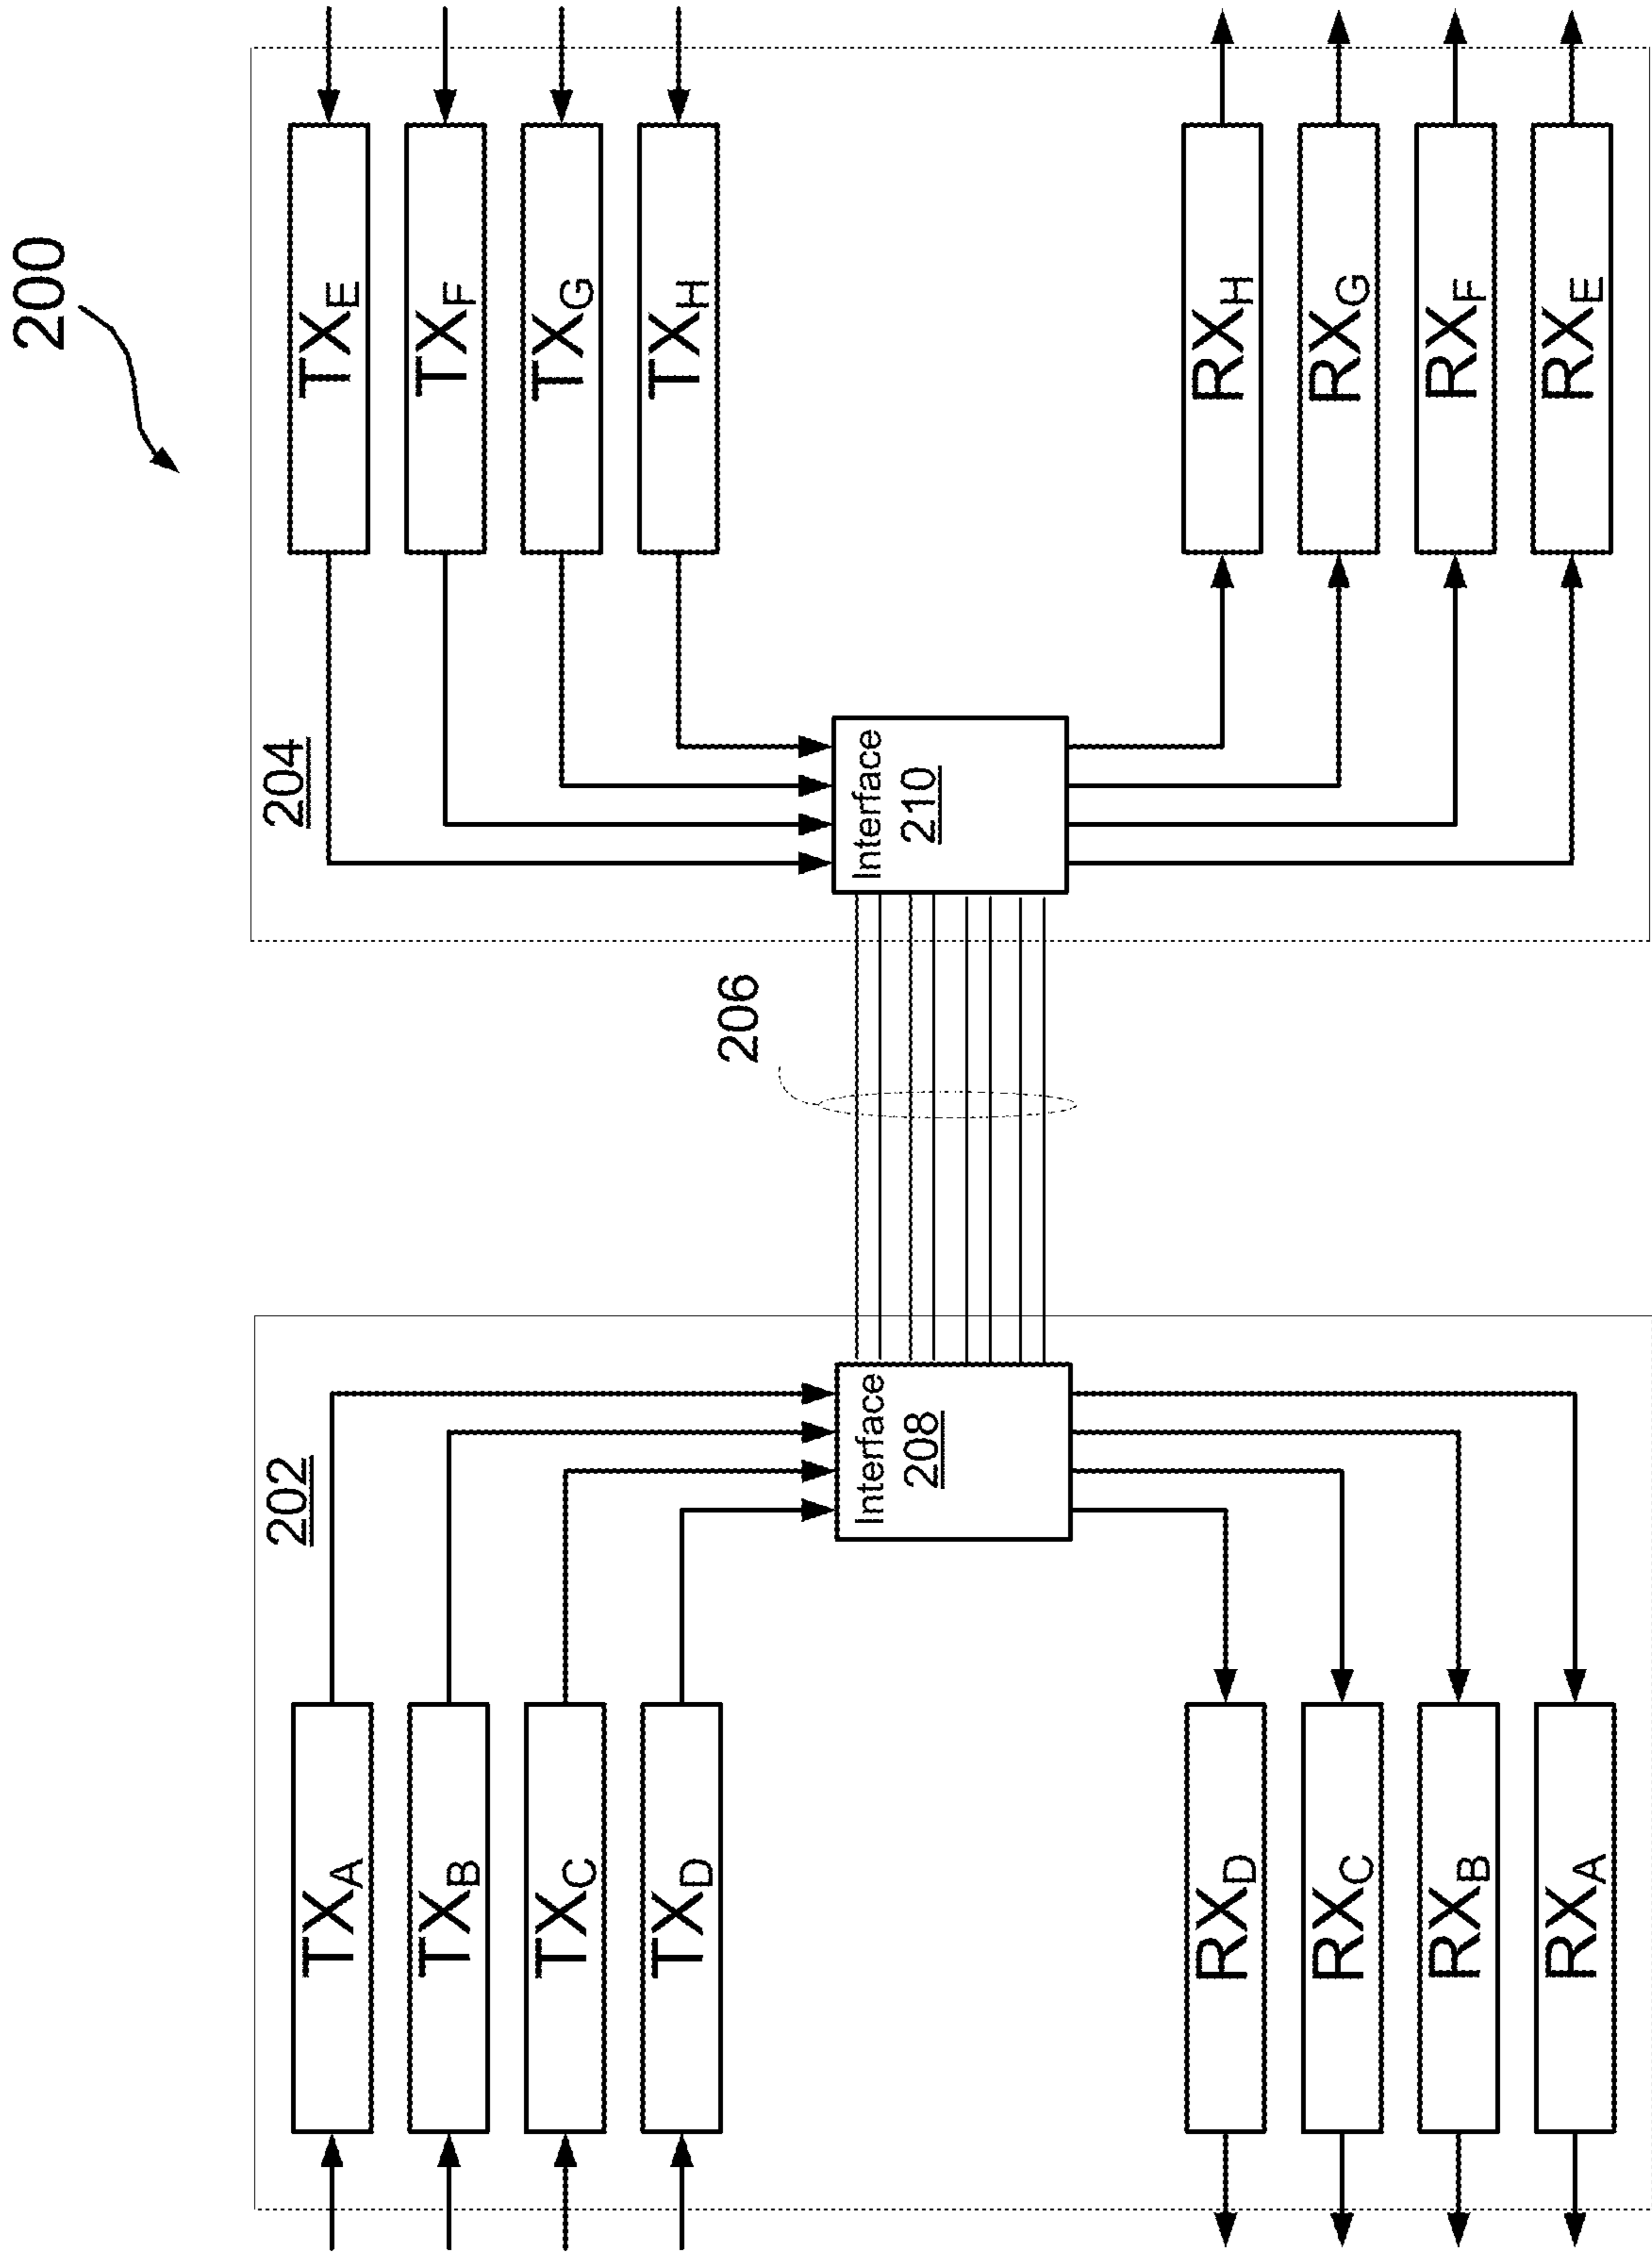 200
202
204
TX_A
TX_E
TX_B
TX_F
TX_C
TX_G
TX_D
TX_H
206
Interface
208
Interface
210
RX_D
RX_H
RX_C
RX_G
RX_B
RX_F
RX_A
RX_E